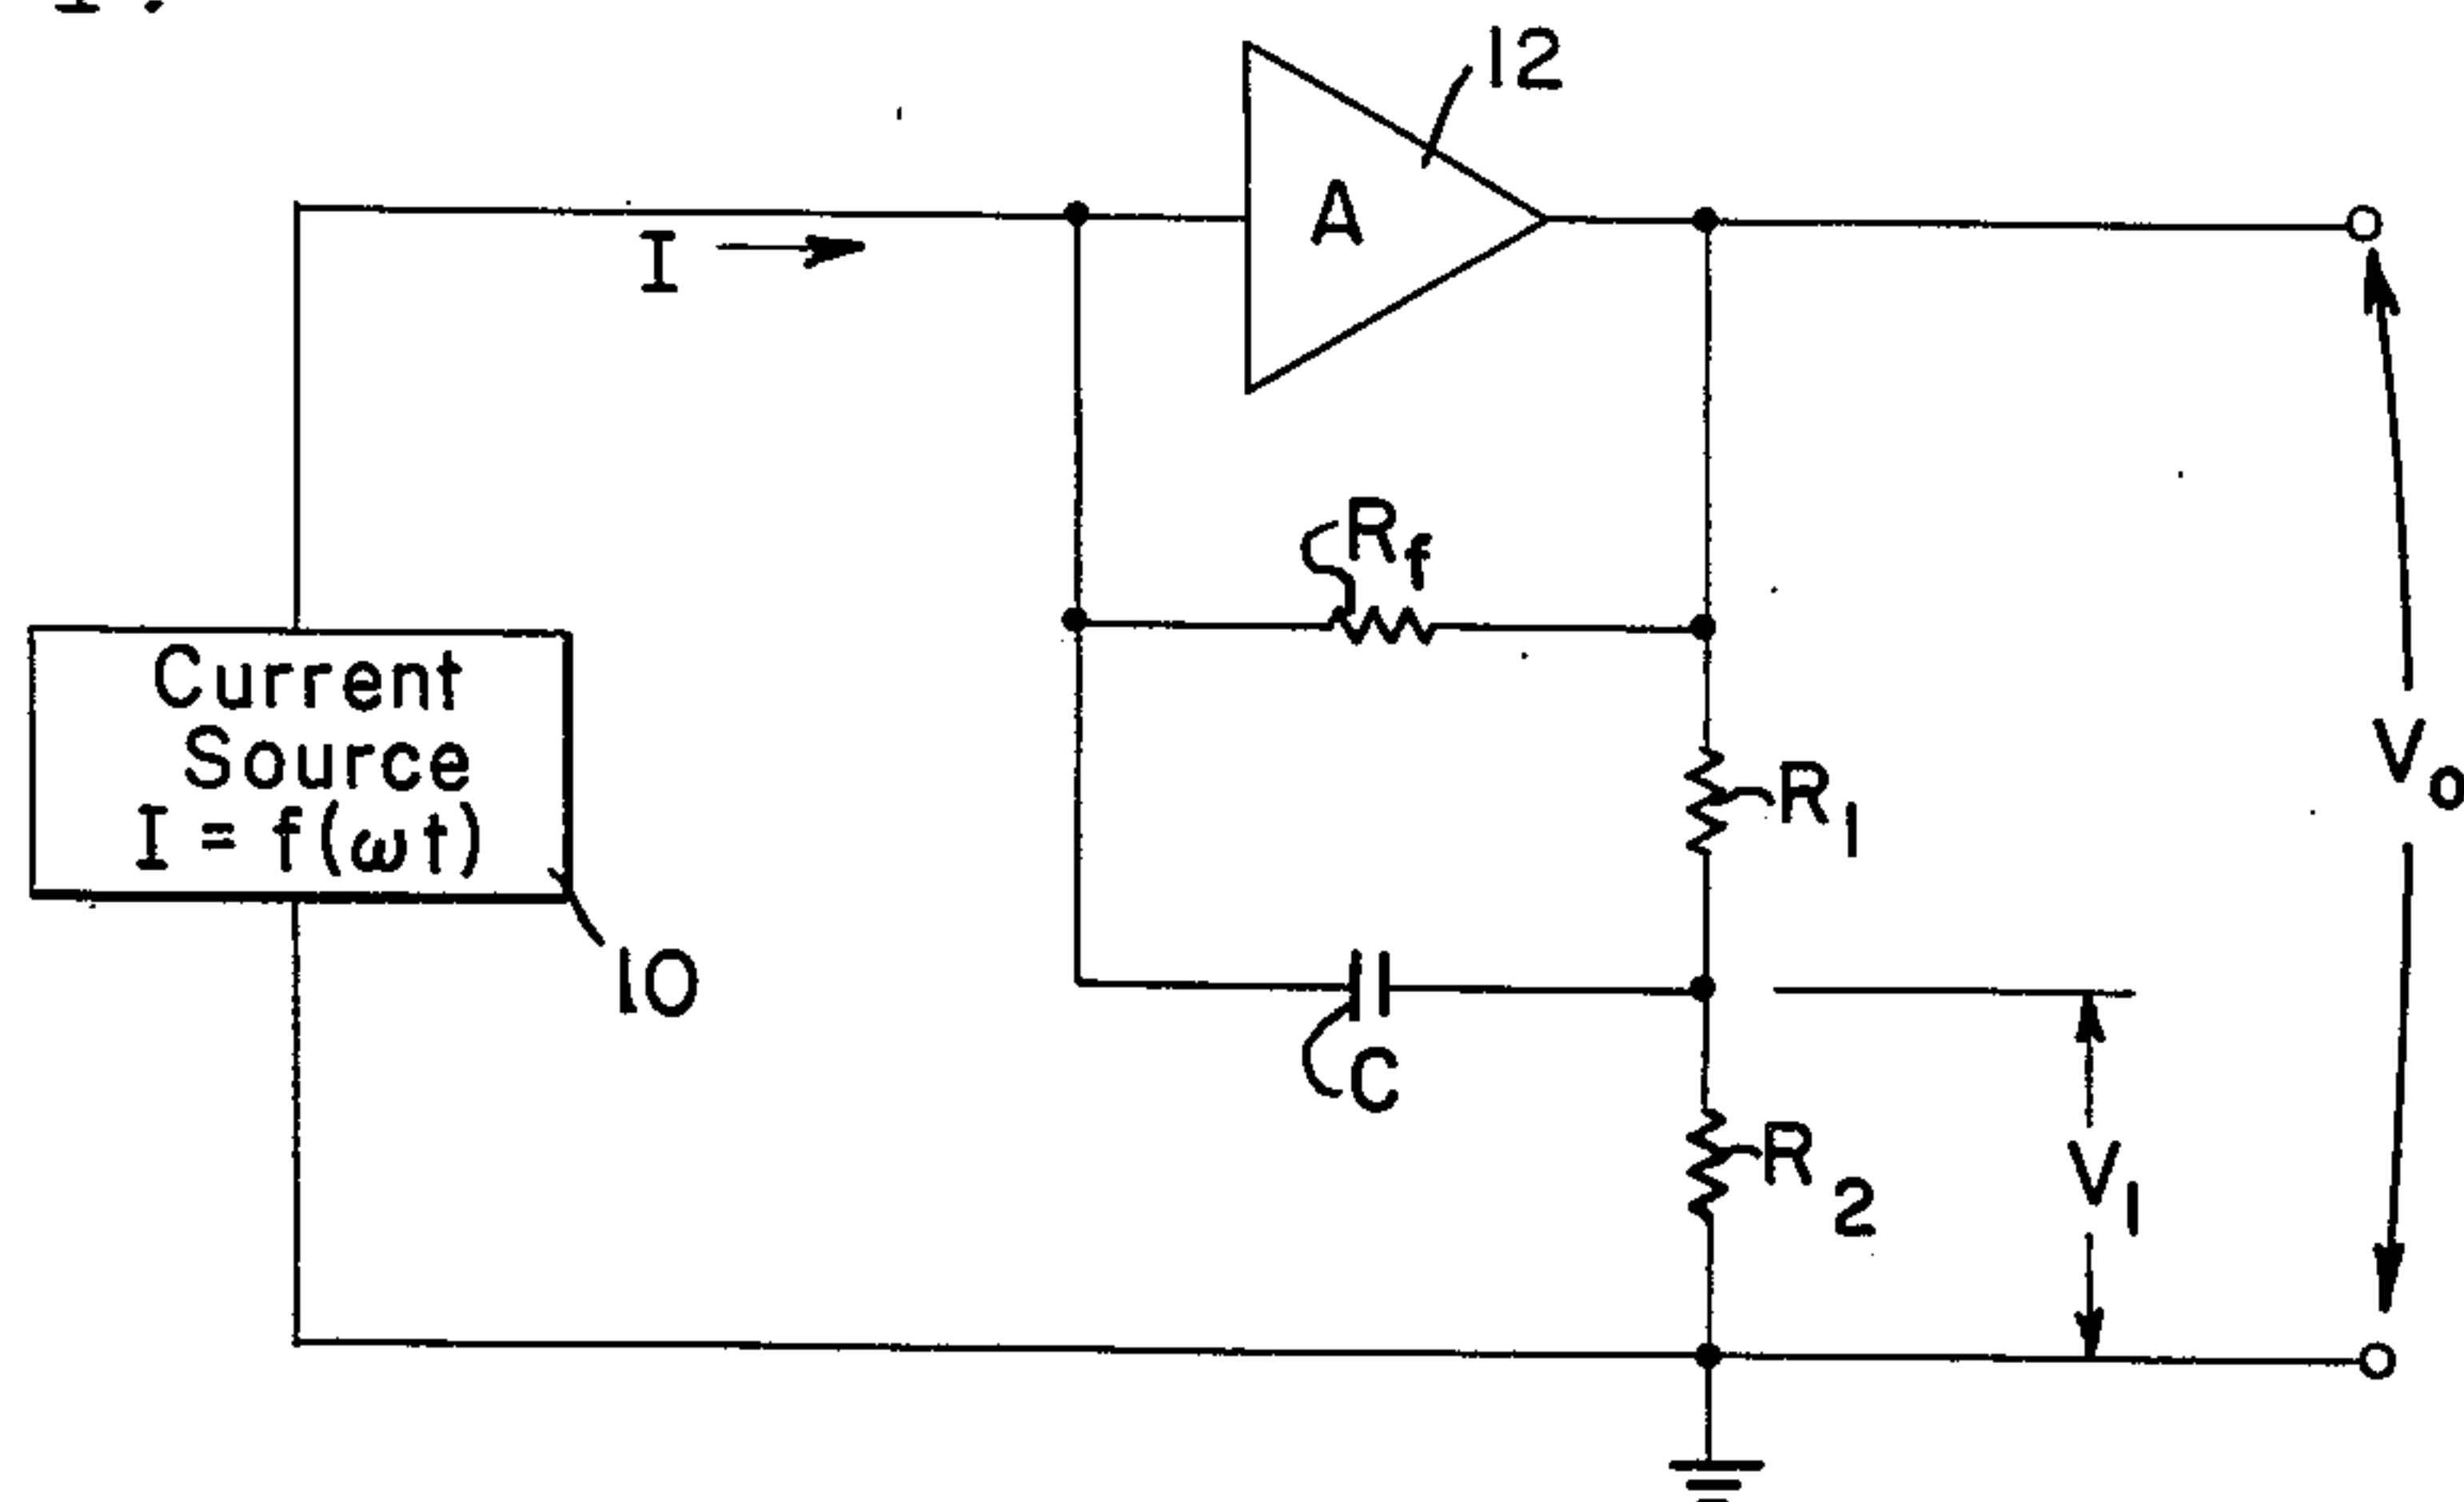 12
A
I
Rf
Current
Source
I = f(ωt)
Vo
R1
10
C
R2
V1